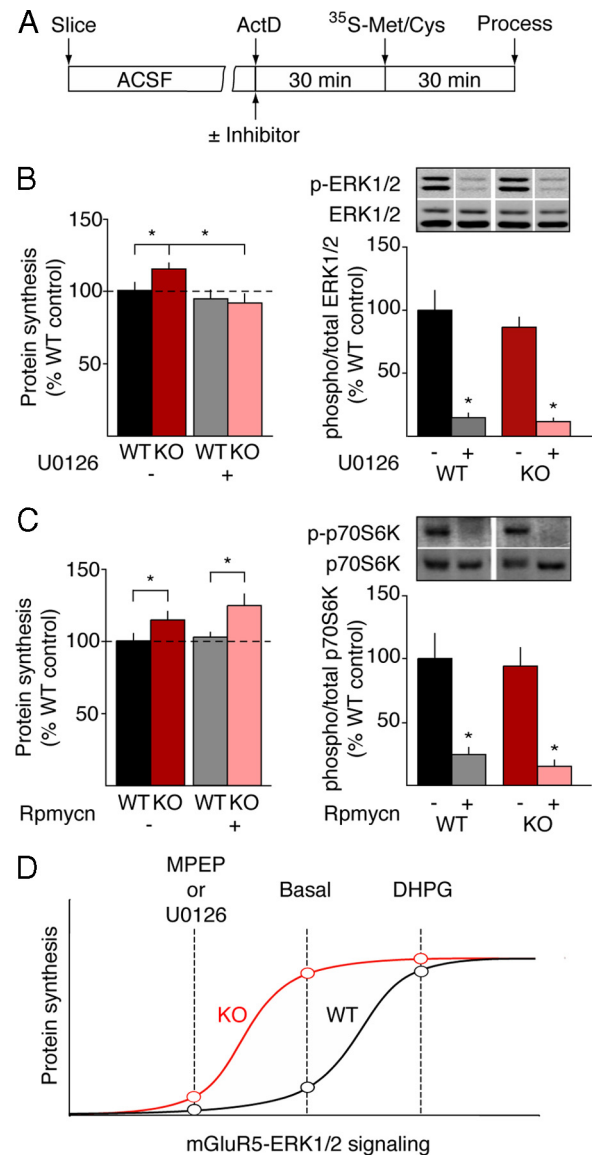 A
Slice
ActD
35S-Met/Cys
Process
ACSF
30 min
30 min
± Inhibitor
B
Protein synthesis
(% WT control)
150
100
50
*
*
WT KO
WT KO
U0126
-
+
p-ERK1/2
ERK1/2
phospho/total ERK1/2
(% WT control)
150
100
50
*
*
U0126
-
+
-
+
WT
KO
C
Protein synthesis
(% WT control)
150
100
50
*
*
WT KO
WT KO
Rpmycn
-
+
p-p70S6K
p70S6K
phospho/total p70S6K
(% WT control)
150
100
50
*
*
Rpmycn
-
+
-
+
WT
KO
D
MPEP
or
U0126
Basal
DHPG
Protein synthesis
KO
WT
mGluR5-ERK1/2 signaling